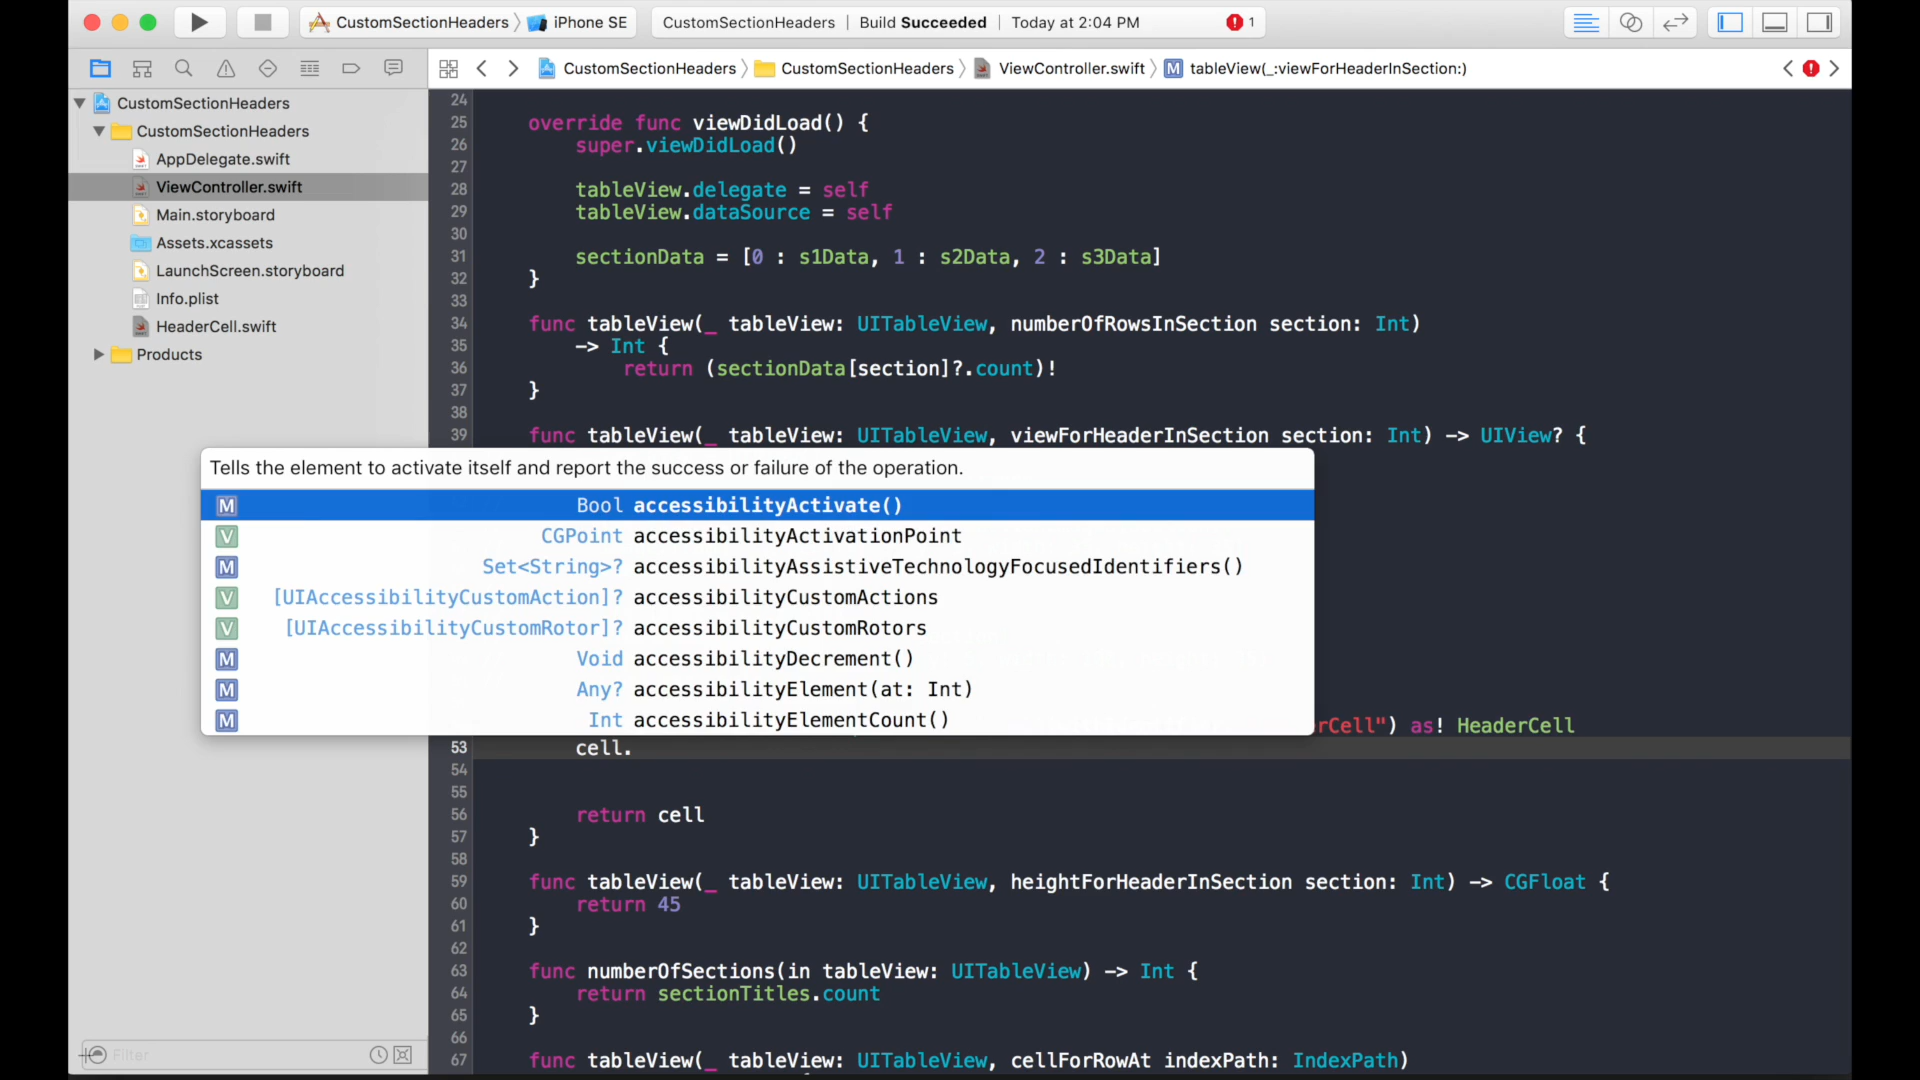 CustomSectionHeaders 〉 iPhone SE
CustomSectionHeaders | Build Succeeded | Today at 2:04 PM
1
CustomSectionHeaders 〉 CustomSectionHeaders 〉 ViewController.swift 〉 M tableView(_:viewForHeaderInSection:)
CustomSectionHeaders
CustomSectionHeaders
AppDelegate.swift
ViewController.swift
Main.storyboard
Assets.xcassets
LaunchScreen.storyboard
Info.plist
HeaderCell.swift
Products
Filter
24
25 override func viewDidLoad() {
26 super.viewDidLoad()
27
28 tableView.delegate = self
29 tableView.dataSource = self
30
31 sectionData = [0 : s1Data, 1 : s2Data, 2 : s3Data]
32 }
33
34 func tableView(_ tableView: UITableView, numberOfRowsInSection section: Int)
35 -> Int {
36 return (sectionData[section]?.count)!
37 }
38
39 func tableView(_ tableView: UITableView, viewForHeaderInSection section: Int) -> UIView? {
Tells the element to activate itself and report the success or failure of the operation.
M Bool accessibilityActivate()
V CGPoint accessibilityActivationPoint
M Set<String>? accessibilityAssistiveTechnologyFocusedIdentifiers()
V [UIAccessibilityCustomAction]? accessibilityCustomActions
V [UIAccessibilityCustomRotor]? accessibilityCustomRotors
M Void accessibilityDecrement()
M Any? accessibilityElement(at: Int)
M Int accessibilityElementCount()
rCell") as! HeaderCell
53 cell.
54
55
56 return cell
57 }
58
59 func tableView(_ tableView: UITableView, heightForHeaderInSection section: Int) -> CGFloat {
60 return 45
61 }
62
63 func numberOfSections(in tableView: UITableView) -> Int {
64 return sectionTitles.count
65 }
66
67 func tableView(_ tableView: UITableView, cellForRowAt indexPath: IndexPath)